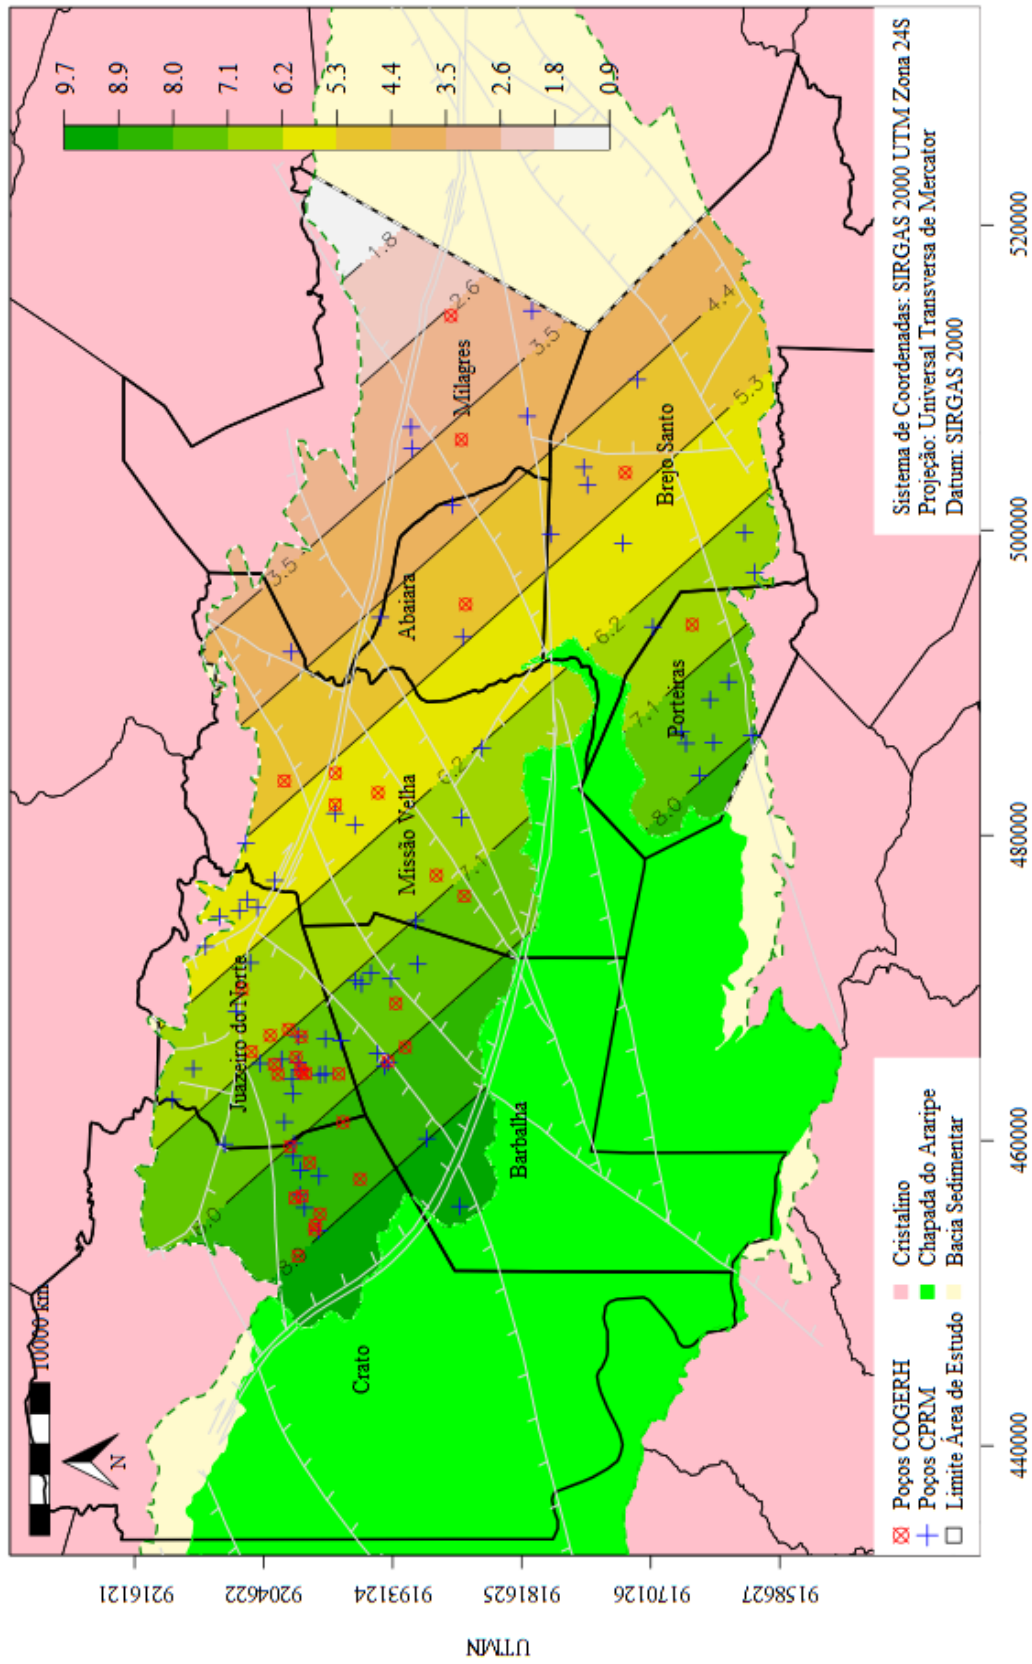 10000 km
N
9.7
8.9
8.0
7.1
6.2
5.3
4.4
3.5
2.6
1.8
0.9
UTMN
9216121
9204622
9193124
9181625
9170126
9158627
440000
460000
480000
500000
520000
Crato
Barbalha
Juazeiro do Norte
Missão Velha
Abaiara
Milagres
Brejo Santo
Porteiras
1.8
2.6
3.5
3.5
4.4
5.3
6.2
6.2
7.1
7.1
8.0
8.0
Poços COGERH
Poços CPRM
Limite Área de Estudo
Cristalino
Chapada do Araripe
Bacia Sedimentar
Sistema de Coordenadas: SIRGAS 2000 UTM Zona 24S
Projeção: Universal Transversa de Mercator
Datum: SIRGAS 2000